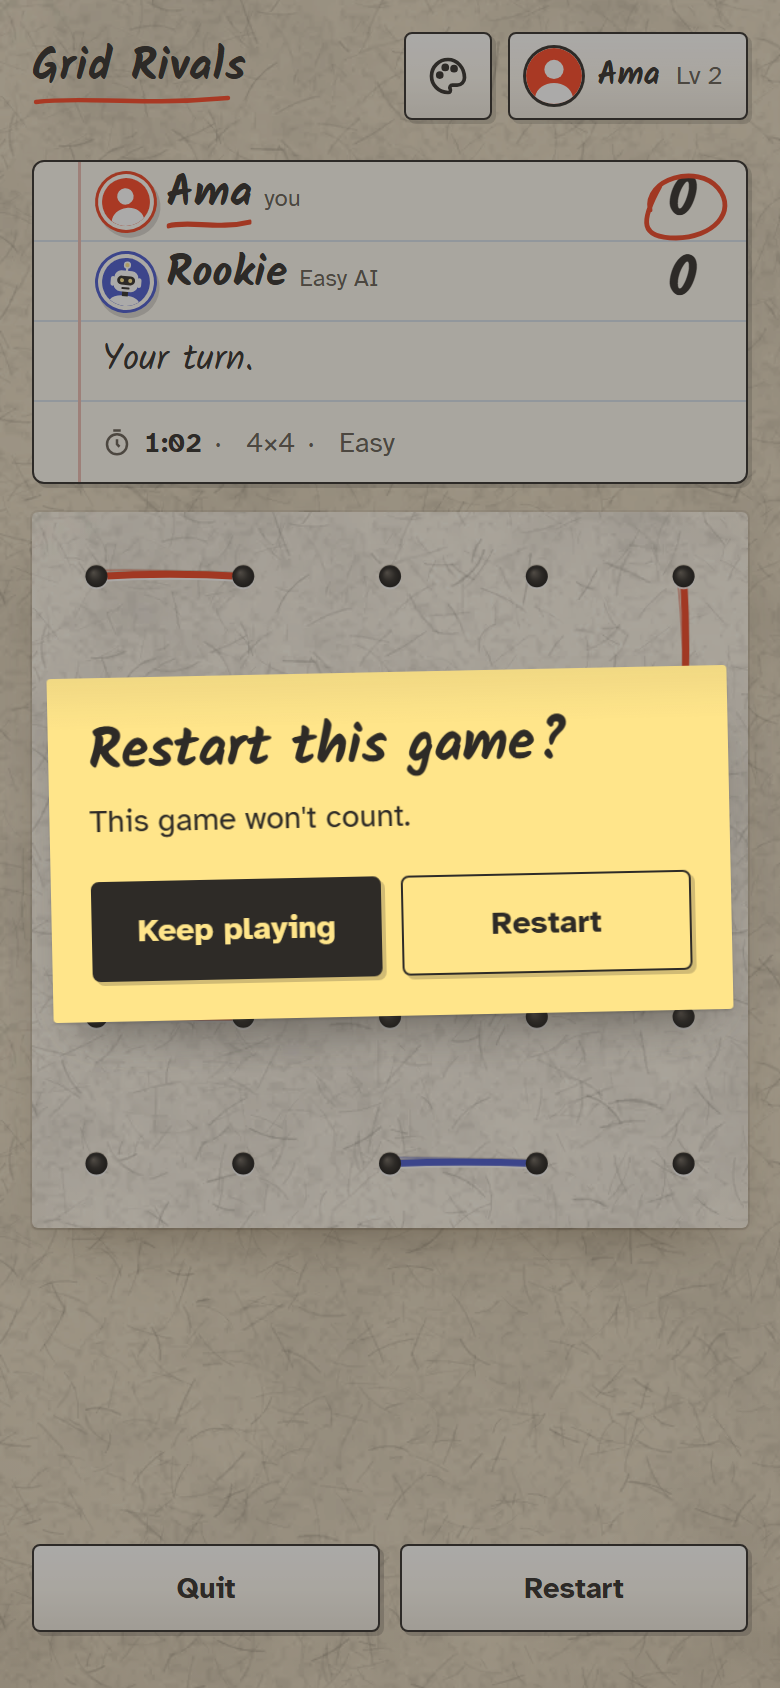 Grid Rivals
Ama Lv 2
Ama you 0
Rookie Easy AI 0
Your turn.
1:02 · 4×4 · Easy
Restart this game?
This game won't count.
Keep playing Restart
Quit Restart